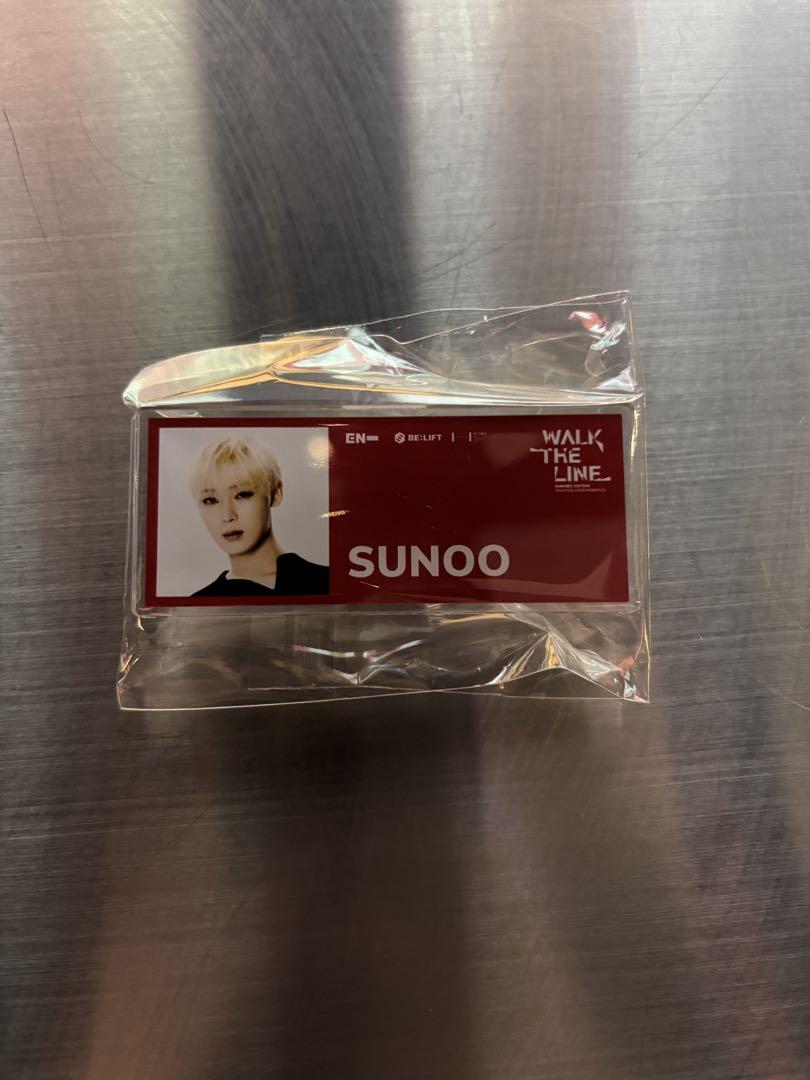 EN-
BE:LIFT
WALK
THE
LINE
SUNOO